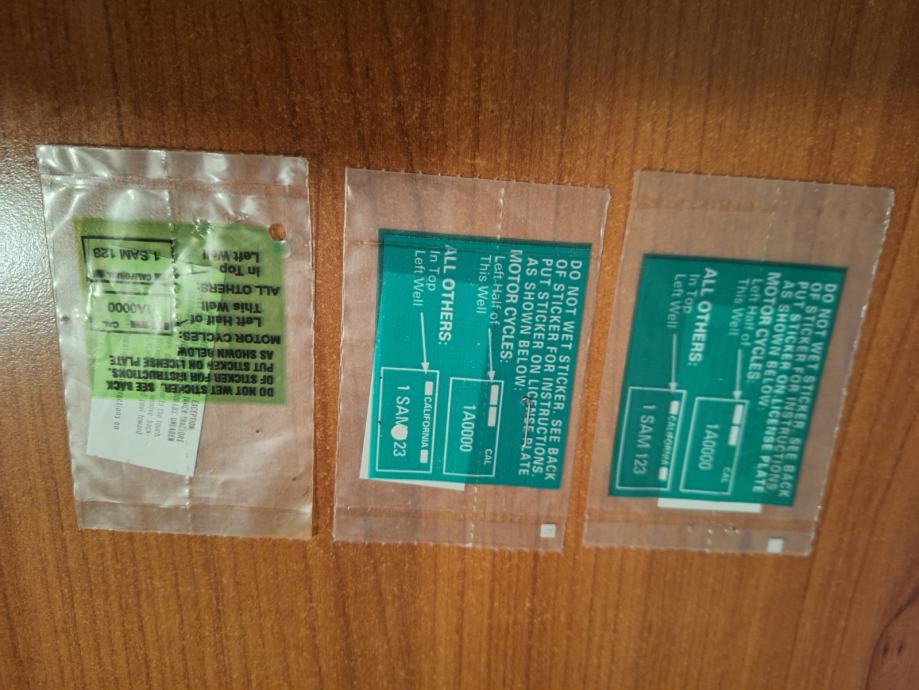 DO NOT WET STICKER. SEE BACK
OF STICKER FOR INSTRUCTIONS.
PUT STICKER ON LICENSE PLATE
AS SHOWN BELOW
MOTOR CYCLES:
Left Half of
This Well
ALL OTHERS:
In Top
Left Well
CAL
1A0000
CALIFORNIA
1 SAM 123
DO NOT WET STICKER. SEE BACK
OF STICKER FOR INSTRUCTIONS.
PUT STICKER ON LICENSE PLATE
AS SHOWN BELOW:
MOTOR CYCLES:
Left Half of
This Well
ALL OTHERS:
In Top
Left Well
CAL
1A0000
CALIFORNIA
1 SAM 23
DO NOT WET STICKER. SEE BACK
OF STICKER FOR INSTRUCTIONS.
PUT STICKER ON LICENSE PLATE
AS SHOWN BELOW:
MOTOR CYCLES:
Left Half of
This Well
ALL OTHERS:
In Top
Left Well
CAL
1A0000
CALIFORNIA
1 SAM 123